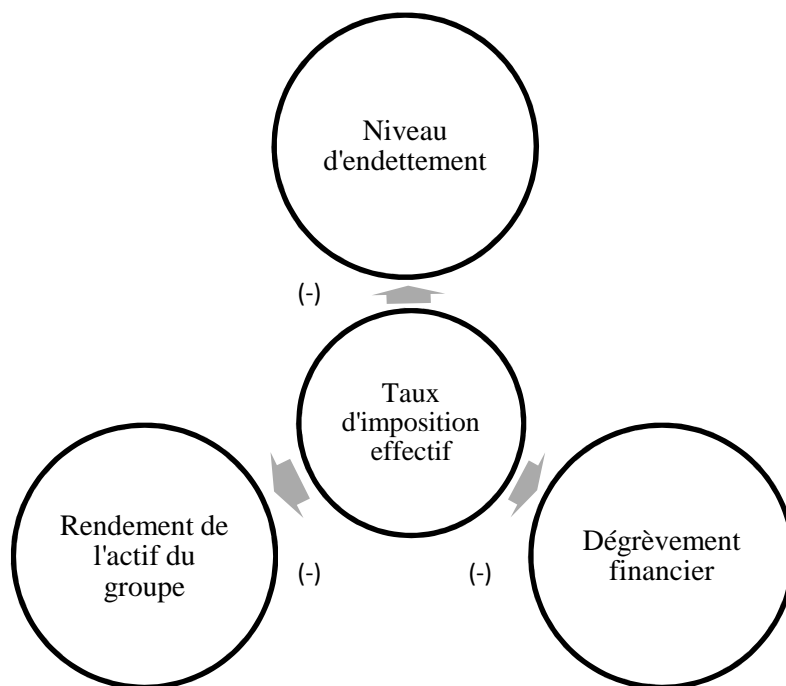 Niveau
d'endettement
(-)
Taux
d'imposition
effectif
Rendement de
l'actif du
groupe
(-)
(-)
Dégrèvement
financier